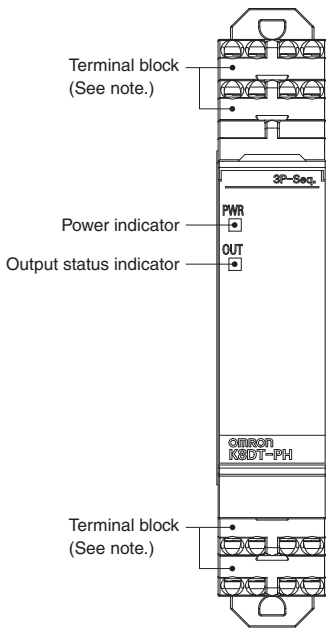 Terminal block
(See note.)
3P-Seq.
PWR
Power indicator
OUT
Output status indicator
OMRON
K8DT-PH
Terminal block
(See note.)